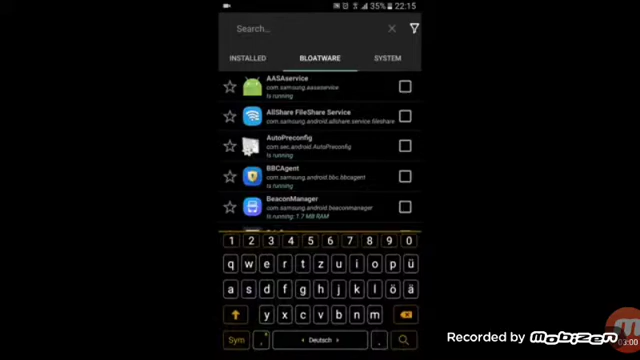 35% 22:15
Search...
INSTALLED BLOATWARE SYSTEM
AASAservice
com.samsung.aasaservice
Is running
AllShare FileShare Service
com.samsung.android.allshare.service.fileshare
AutoPreconfig
com.sec.android.AutoPreconfig
Is running
BBCAgent
com.samsung.android.bbc.bbcagent
Is running
BeaconManager
com.samsung.android.beaconmanager
Is running: 1.7 MB RAM
1 2 3 4 5 6 7 8 9 0
q w e r t z u i o p ü
a s d f g h j k l ö ä
y x c v b n m
Sym , Deutsch .
Recorded by Mobizen
03:00